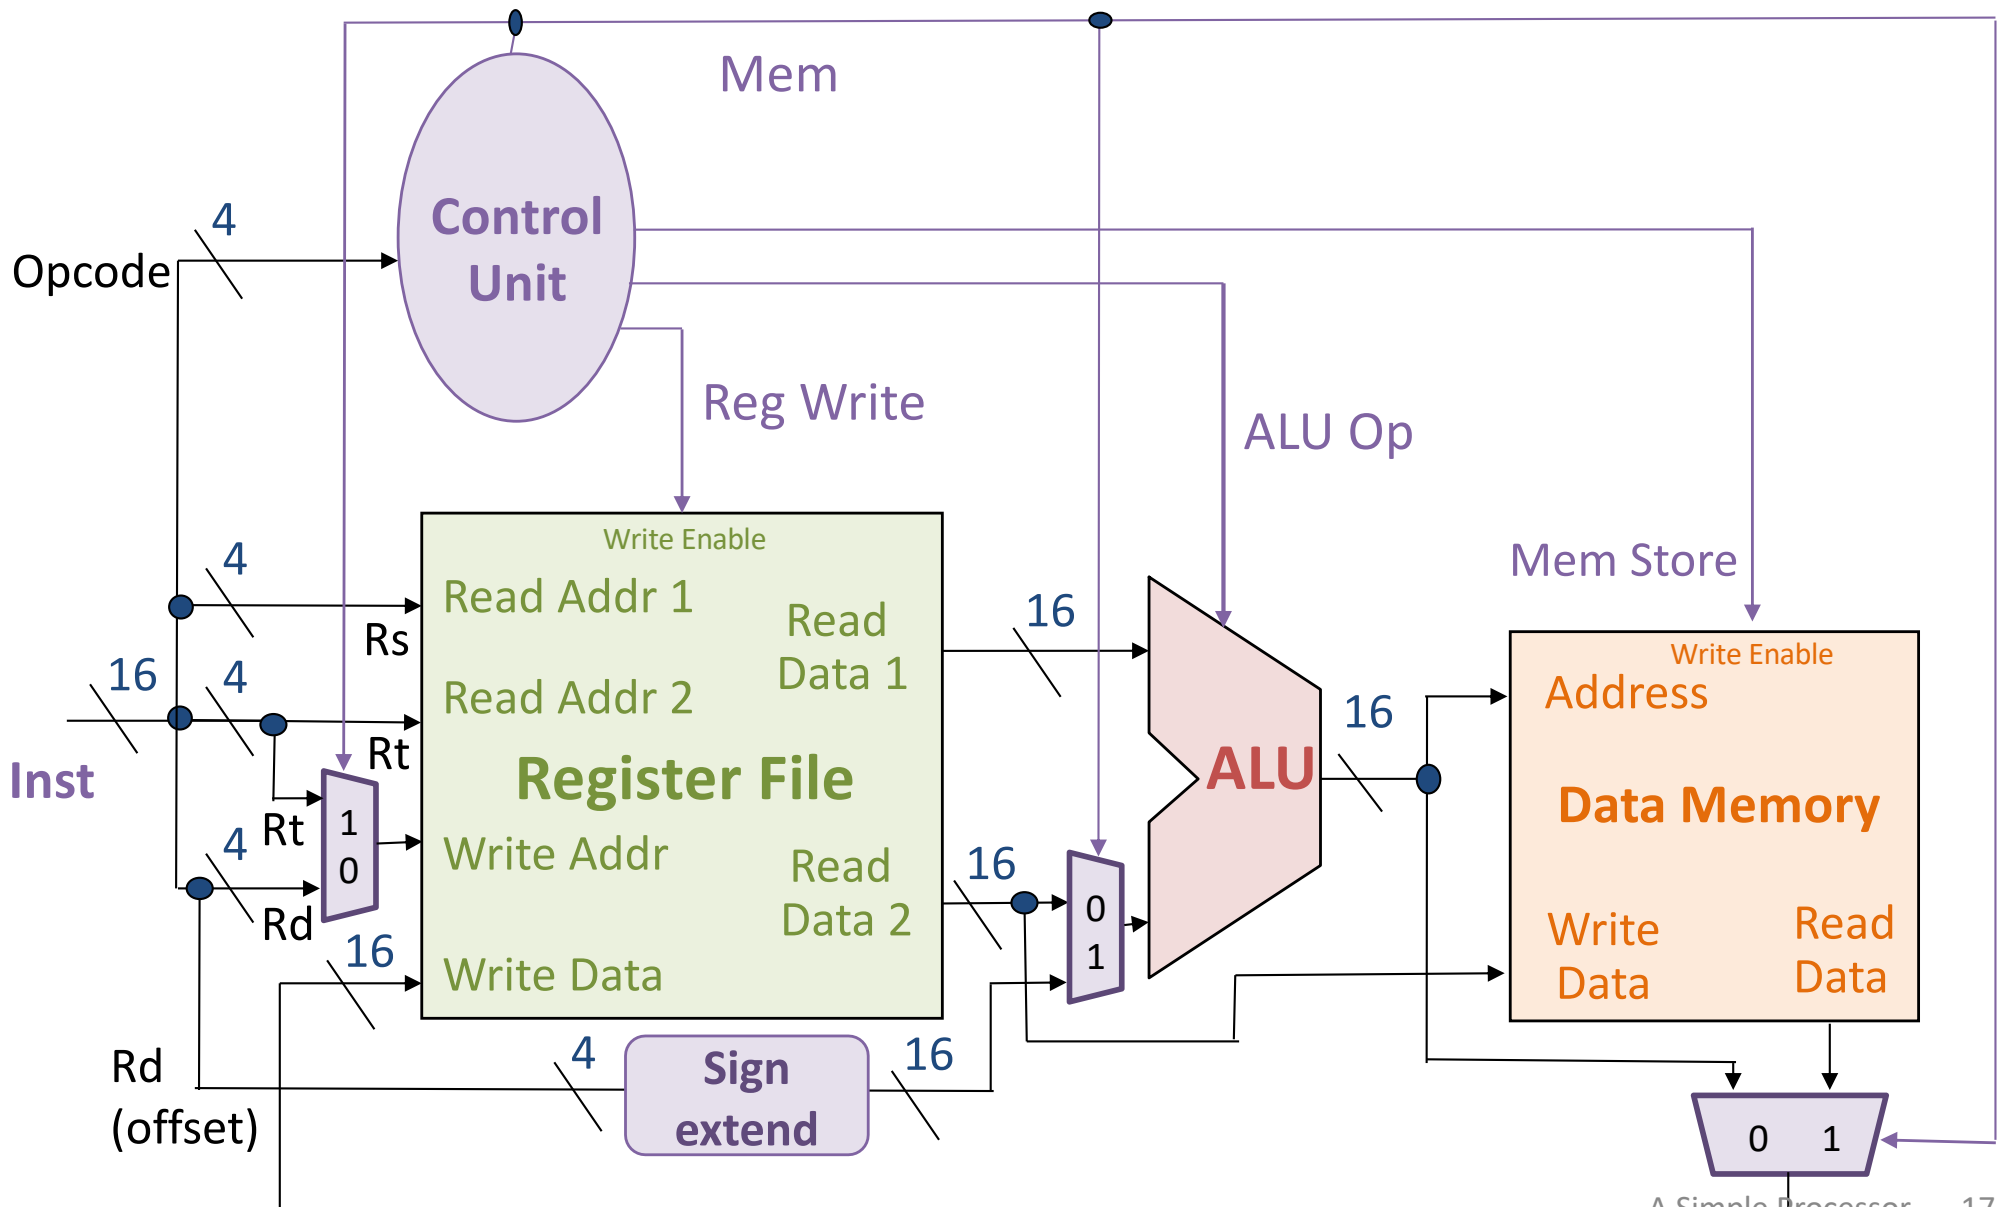 Mem
Control
Unit
4
Opcode
Reg Write
ALU Op
Write Enable
4
Read Addr 1
Rs
Read
Data 1
16
Mem Store
Write Enable
Address
16
4
Read Addr 2
Rt
16
Inst
Register File
ALU
Data Memory
1
0
Rt
4
Rd
Write Addr
Read
Data 2
16
0
1
Write
Data
Read
Data
16
Write Data
Rd
(offset)
4
Sign
extend
16
0 1
A Simple Processor 17